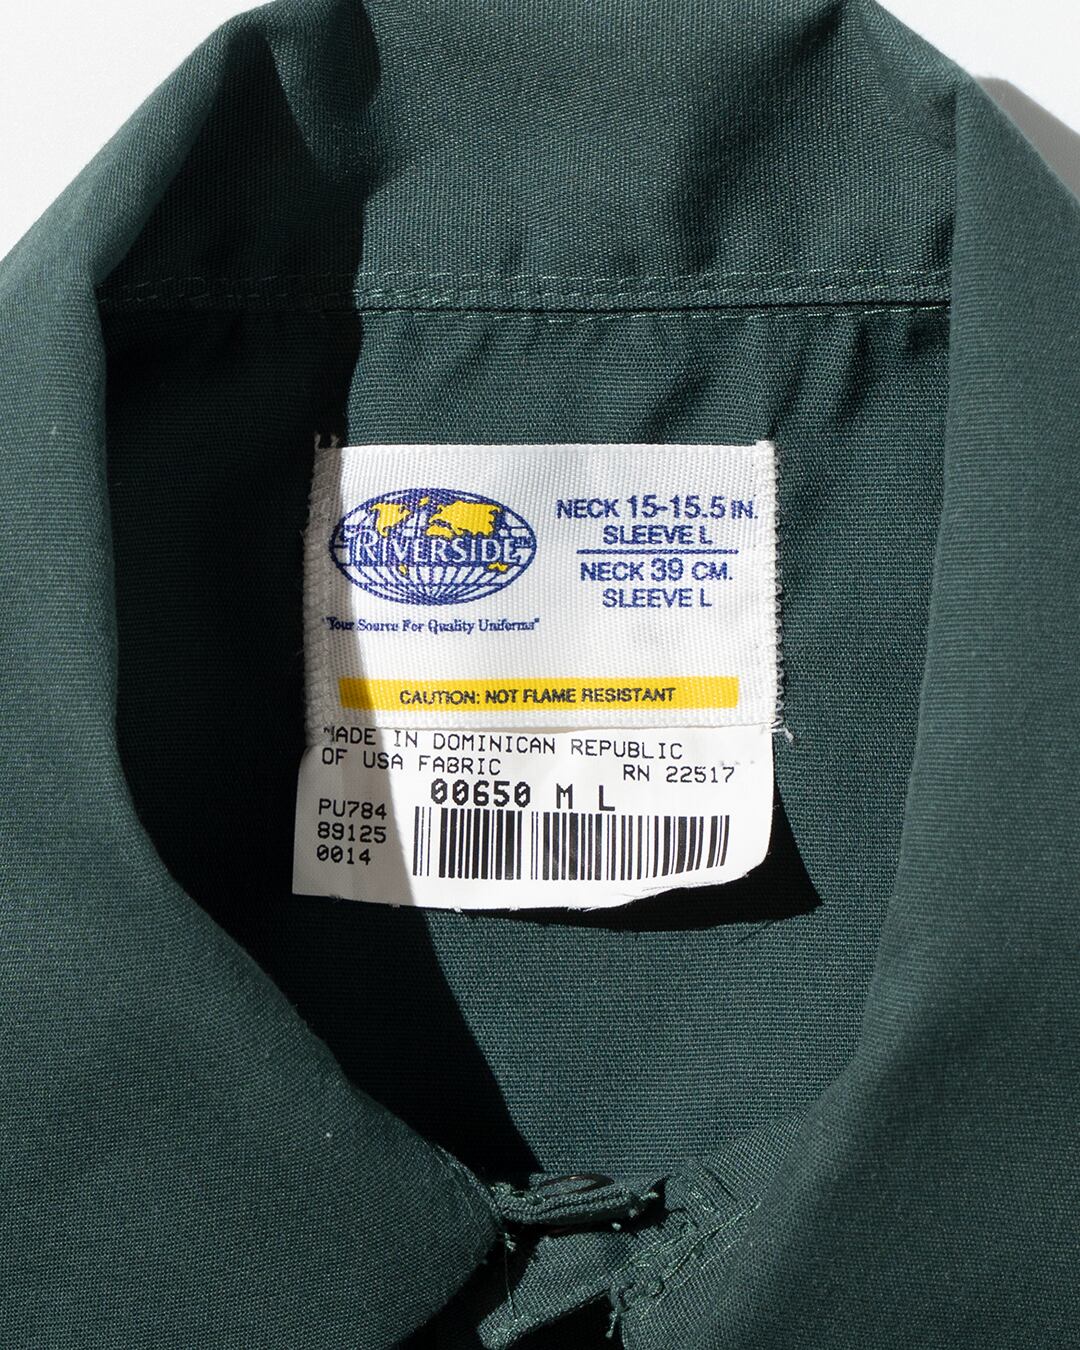 RIVERSIDE™
"Your Source For Quality Uniforms"
NECK 15-15.5 IN.
SLEEVE L
NECK 39 CM.
SLEEVE L
CAUTION: NOT FLAME RESISTANT
MADE IN DOMINICAN REPUBLIC
OF USA FABRIC RN 22517
00650 M L
PU784
89125
0014